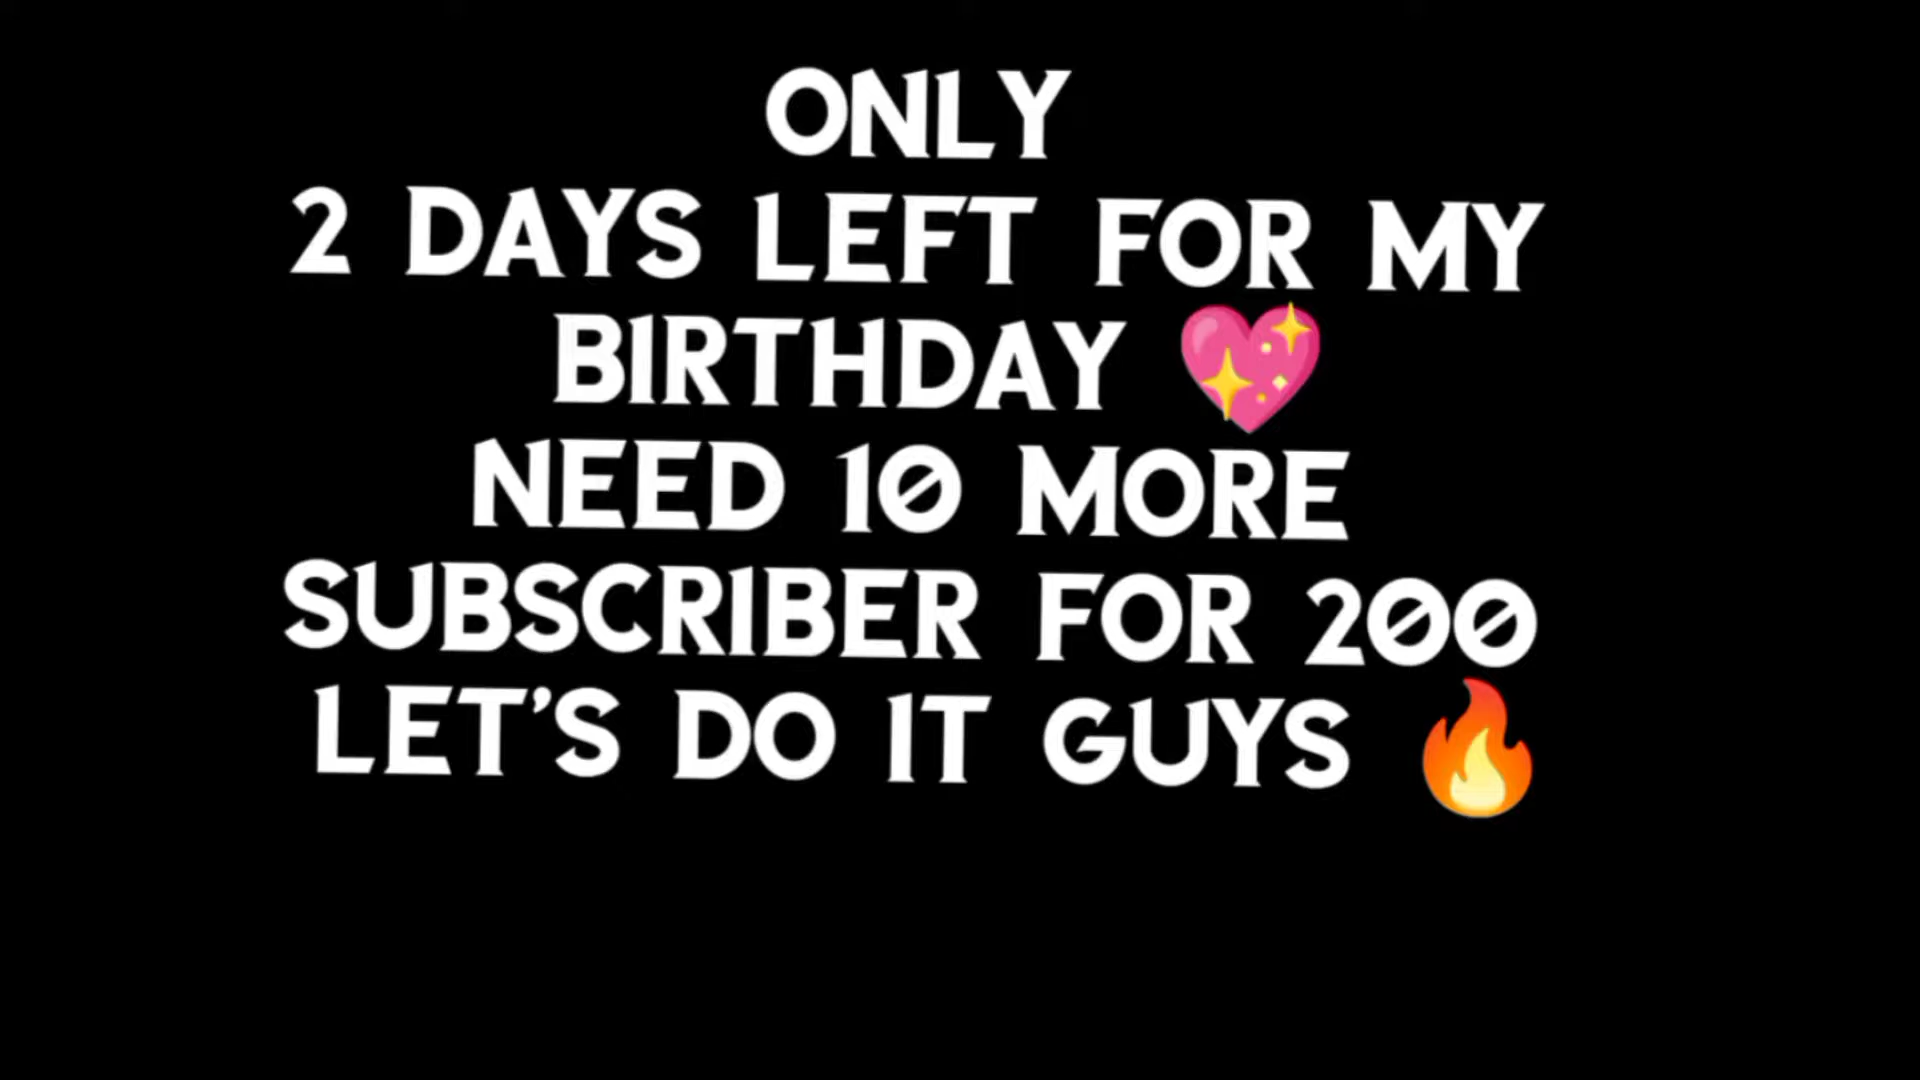 ONLY
2 DAYS LEFT FOR MY
BIRTHDAY 💖
NEED 10 MORE
SUBSCRIBER FOR 200
LET'S DO IT GUYS 🔥